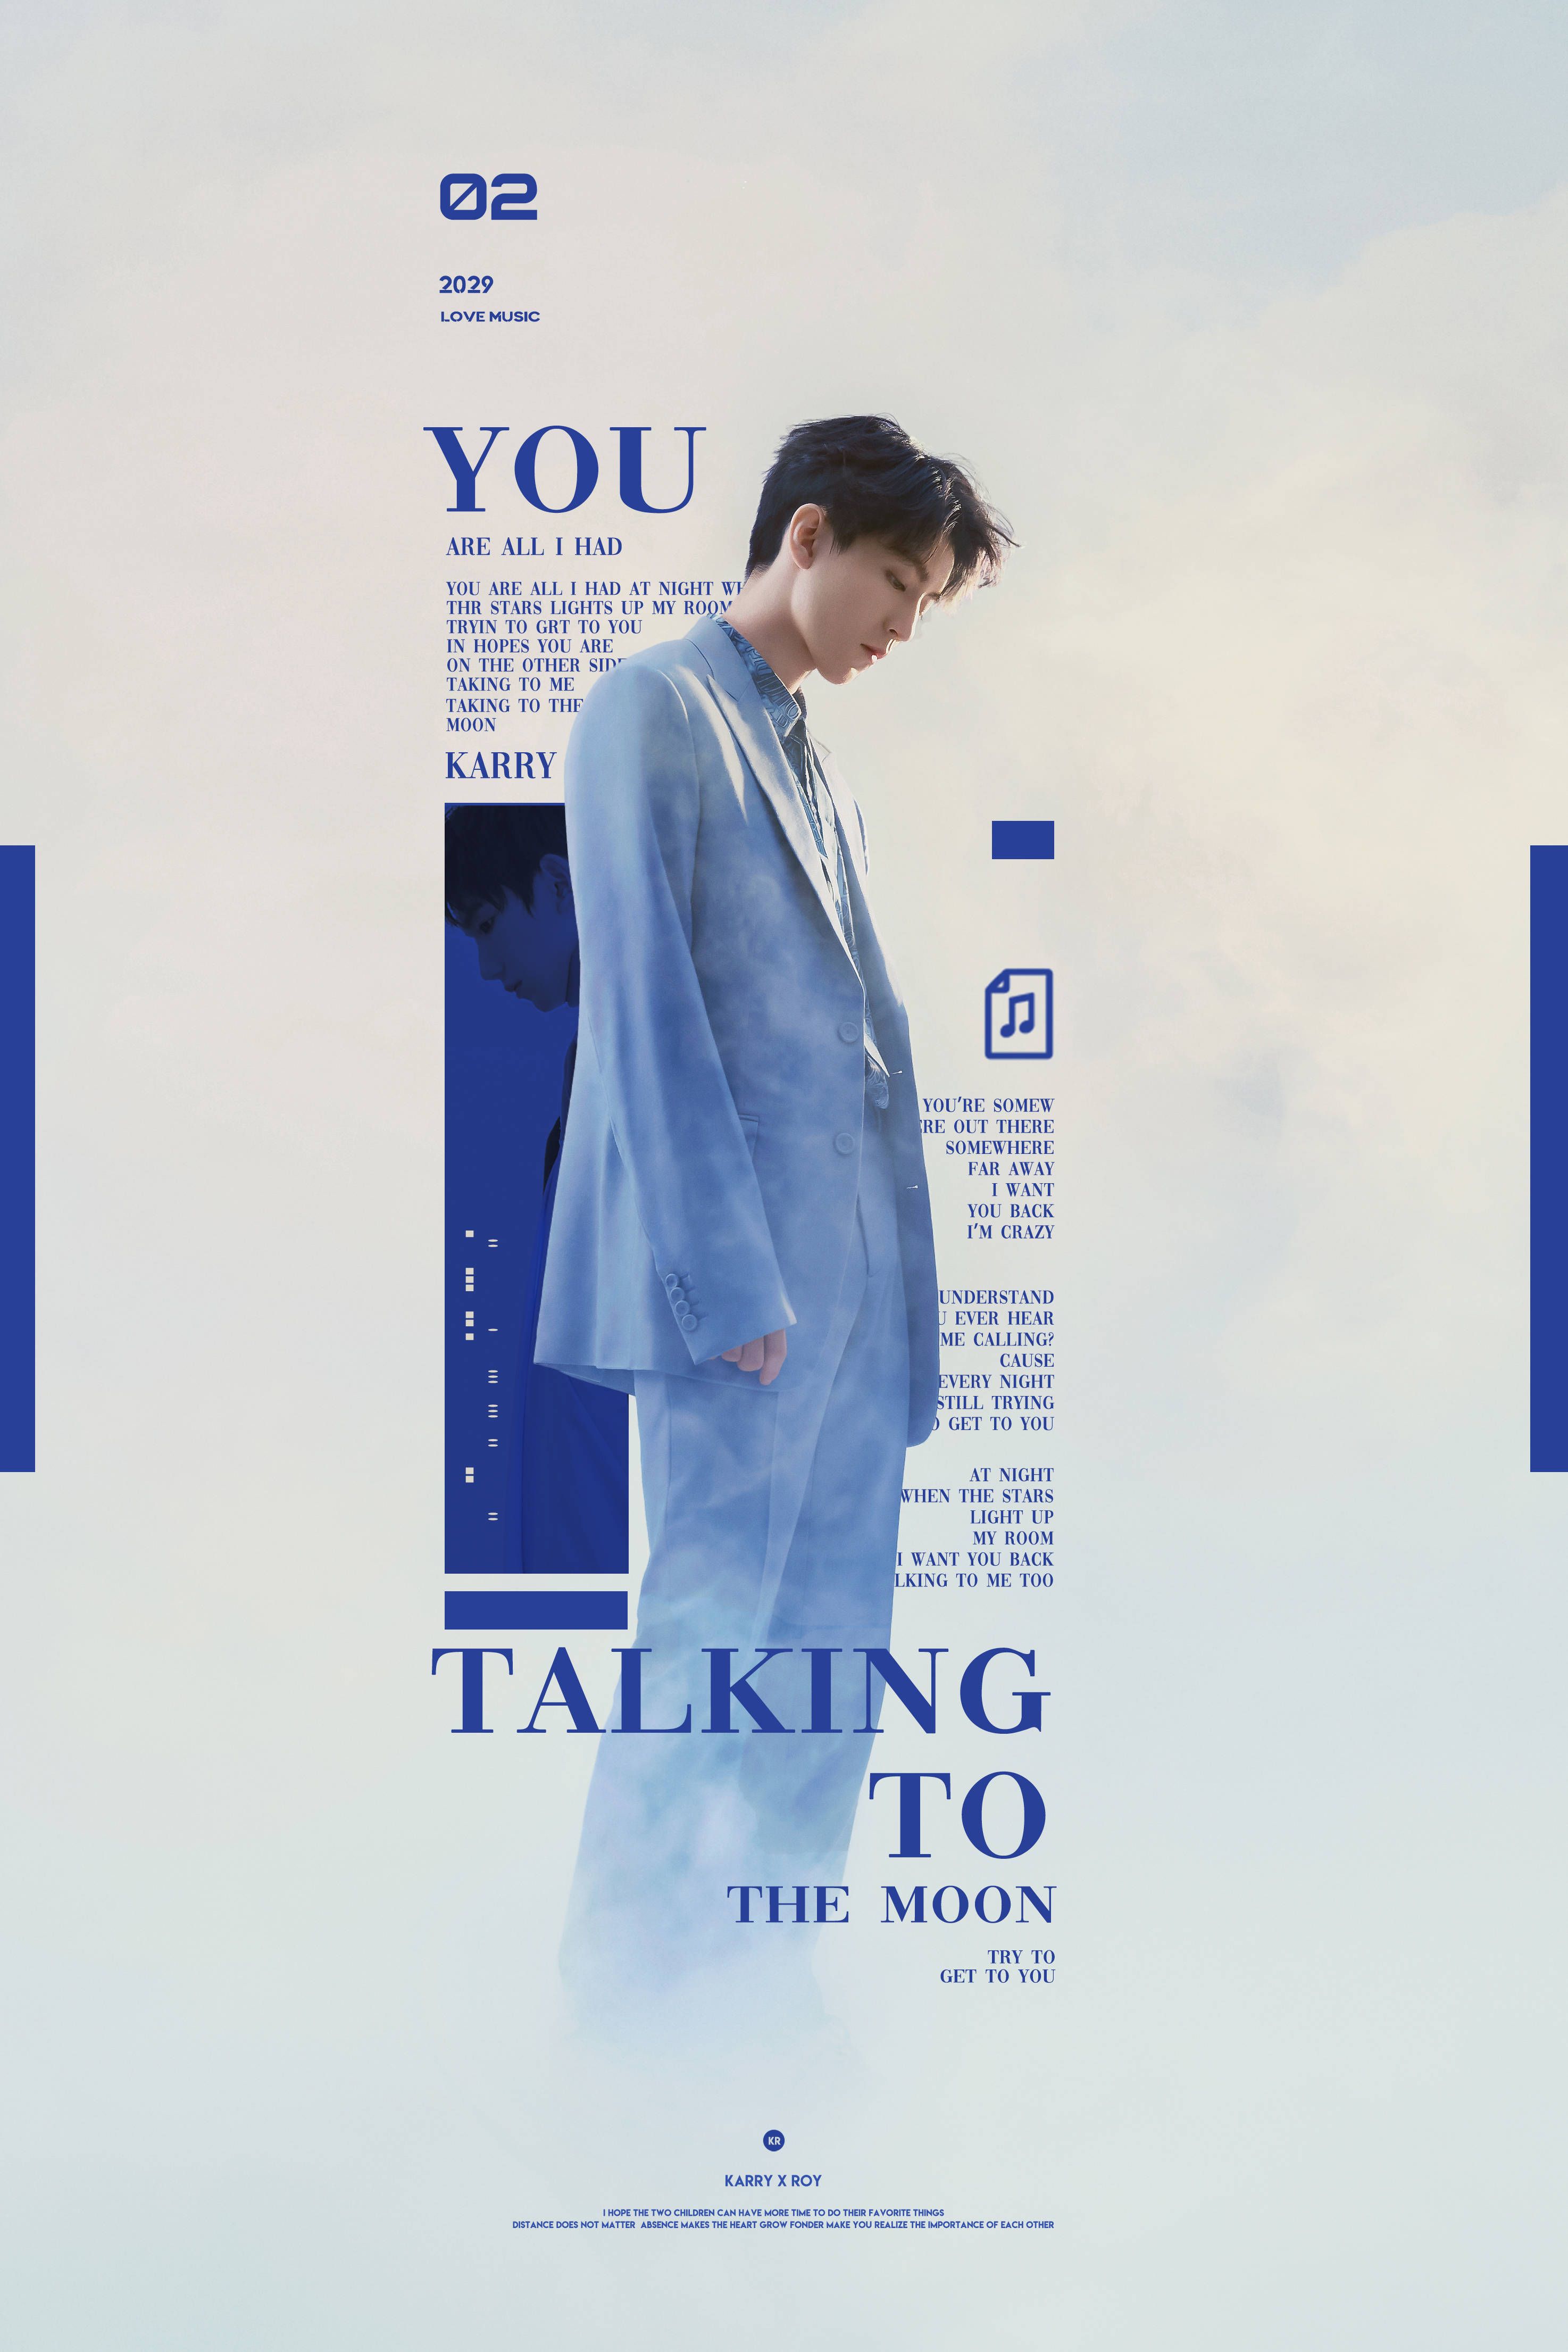 02
2029
LOVE MUSIC
YOU
ARE ALL I HAD
YOU ARE ALL I HAD AT NIGHT
THR STARS LIGHTS UP MY ROOM
TRYIN TO GRT TO YOU
IN HOPES YOU ARE
ON THE OTHER SIDE
TAKING TO ME
TAKING TO THE
MOON
KARRY
YOU'RE SOMEW
ERE OUT THERE
SOMEWHERE
FAR AWAY
I WANT
YOU BACK
I'M CRAZY
UNDERSTAND
U EVER HEAR
ME CALLING?
CAUSE
EVERY NIGHT
STILL TRYING
O GET TO YOU
AT NIGHT
WHEN THE STARS
LIGHT UP
MY ROOM
I WANT YOU BACK
LKING TO ME TOO
TALKING
TO
THE MOON
TRY TO
GET TO YOU
KR
KARRY X ROY
I HOPE THE TWO CHILDREN CAN HAVE MORE TIME TO DO THEIR FAVORITE THINGS
DISTANCE DOES NOT MATTER ABSENCE MAKES THE HEART GROW FONDER MAKE YOU REALIZE THE IMPORTANCE OF EACH OTHER